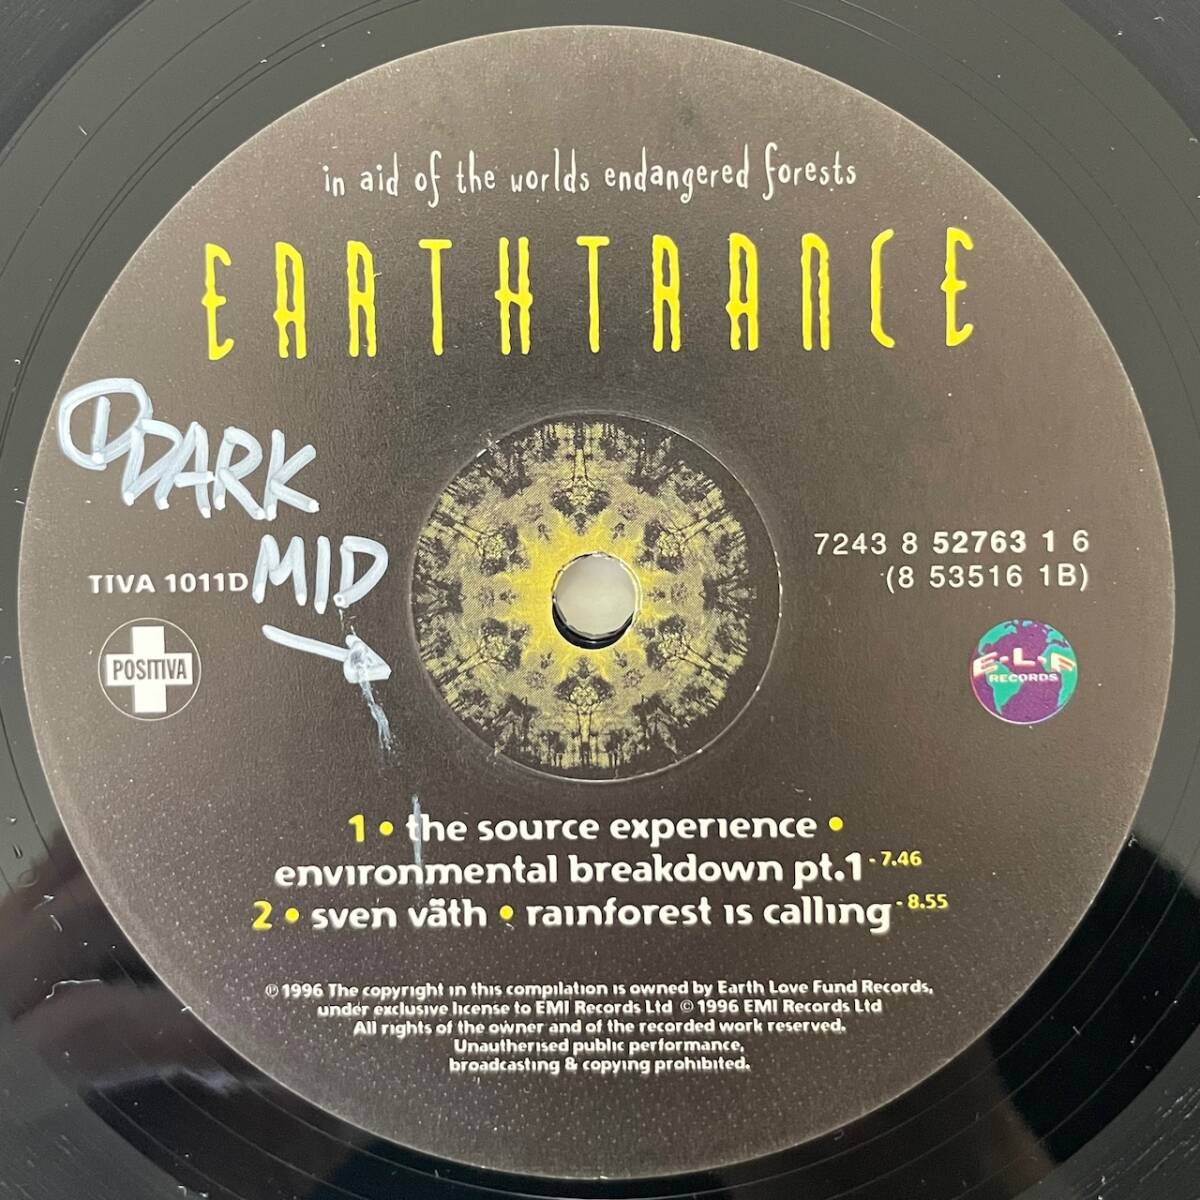 in aid of the worlds endangered forests
EARTHTRANCE
① DARK
MID
7243 8 52763 1 6
(8 53516 1B)
TIVA 1011D
POSITIVA
E·L·F
RECORDS
1 • the source experience •
environmental breakdown pt.1 - 7.46
2 • sven väth • rainforest is calling - 8.55
℗ 1996 The copyright in this compilation is owned by Earth Love Fund Records,
under exclusive license to EMI Records Ltd © 1996 EMI Records Ltd
All rights of the owner and of the recorded work reserved.
Unautherised public performance,
broadcasting & copying prohibited.